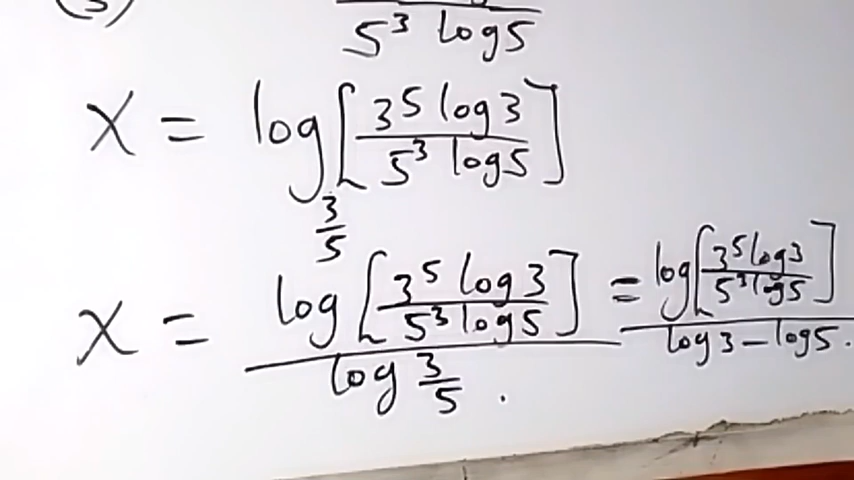 5³ log5
x = log_{3/5} [3⁵ log3 / 5³ log5]
x = log [3⁵ log3 / 5³ log5] / log 3/5 . = log [3⁵ log3 / 5³ log5] / log3 – log5.